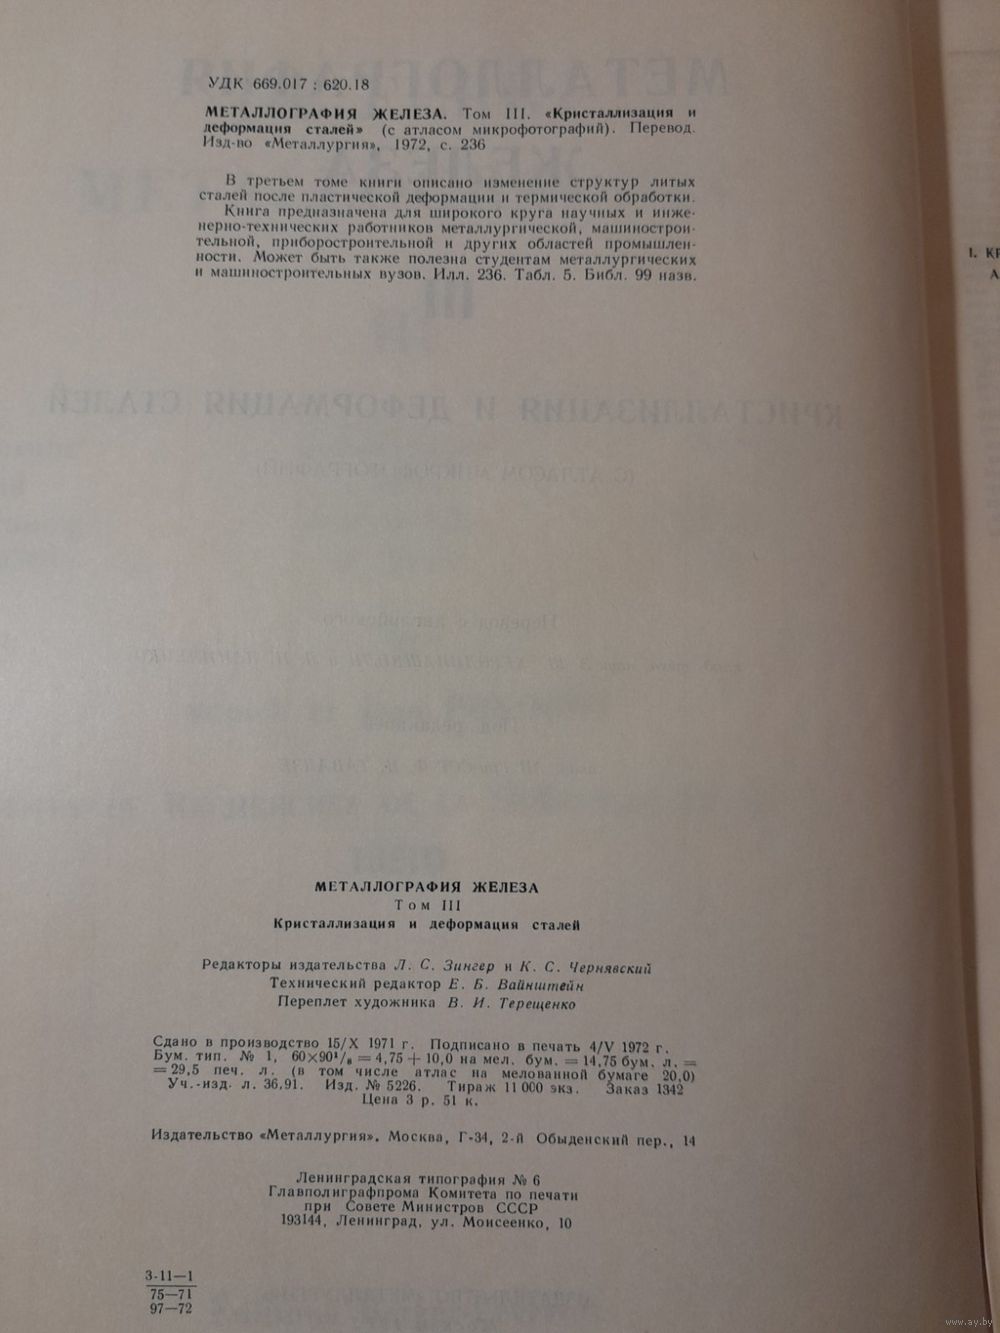 УДК 669.017 : 620.18
МЕТАЛЛОГРАФИЯ ЖЕЛЕЗА. Том III. «Кристаллизация и
деформация сталей» (с атласом микрофотографий). Перевод.
Изд-во «Металлургия», 1972, с. 236
В третьем томе книги описано изменение структур литых
сталей после пластической деформации и термической обработки.
Книга предназначена для широкого круга научных и инже-
нерно-технических работников металлургической, машинострои-
тельной, приборостроительной и других областей промышлен-
ности. Может быть также полезна студентам металлургических
и машиностроительных вузов. Илл. 236. Табл. 5. Библ. 99 назв.
I. КР
А
КРИСТАЛЛИЗАЦИЯ И ДЕФОРМАЦИЯ СТАЛЕЙ
МЕТАЛЛОГРАФИЯ ЖЕЛЕЗА
Том III
Кристаллизация и деформация сталей
Редакторы издательства Л. С. Зингер и К. С. Чернявский
Технический редактор Е. Б. Вайнштейн
Переплет художника В. И. Терещенко
Сдано в производство 15/X 1971 г. Подписано в печать 4/V 1972 г.
Бум. тип. № 1, 60×90¹/₈ = 4,75 + 10,0 на мел. бум. = 14,75 бум. л. =
= 29,5 печ. л. (в том числе атлас на мелованной бумаге 20,0)
Уч.-изд. л. 36,91. Изд. № 5226. Тираж 11 000 экз. Заказ 1342
Цена 3 р. 51 к.
Издательство «Металлургия». Москва, Г-34, 2-й Обыденский пер., 14
Ленинградская типография № 6
Главполиграфпрома Комитета по печати
при Совете Министров СССР
193144, Ленинград, ул. Моисеенко, 10
3-11—1
75—71
97—72
www.ay.by